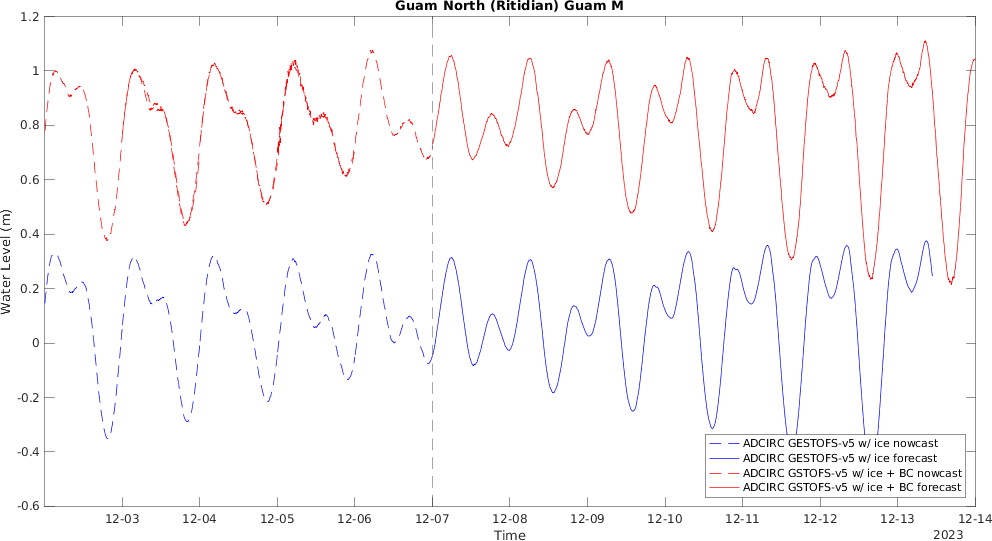 Guam North (Ritidian) Guam M
Water Level (m)
1.2
1
0.8
0.6
0.4
0.2
0
-0.2
-0.4
-0.6
ADCIRC GESTOFS-v5 w/ ice nowcast
ADCIRC GESTOFS-v5 w/ ice forecast
ADCIRC GSTOFS-v5 w/ ice + BC nowcast
ADCIRC GSTOFS-v5 w/ ice + BC forecast
12-03 12-04 12-05 12-06 12-07 12-08 12-09 12-10 12-11 12-12 12-13 12-14
Time
2023